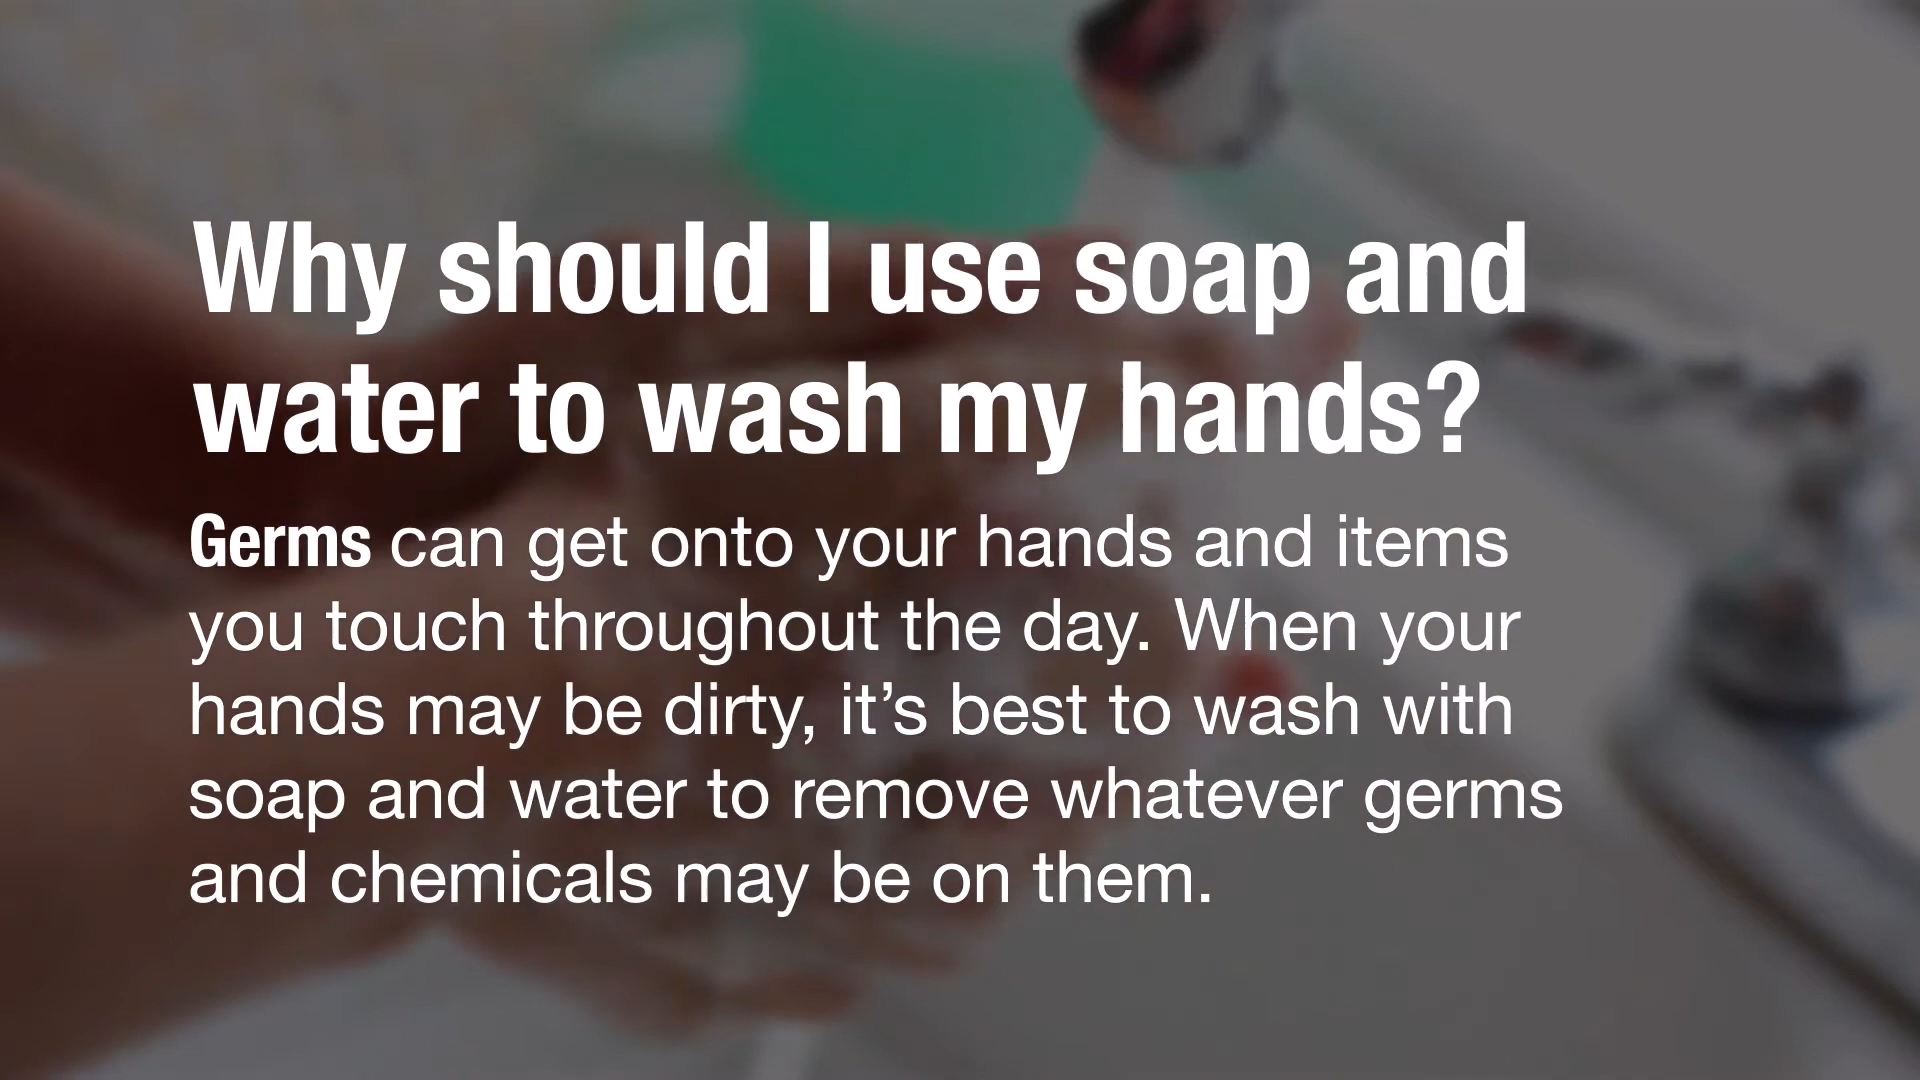 Why should I use soap and
water to wash my hands?
Germs can get onto your hands and items
you touch throughout the day. When your
hands may be dirty, it’s best to wash with
soap and water to remove whatever germs
and chemicals may be on them.